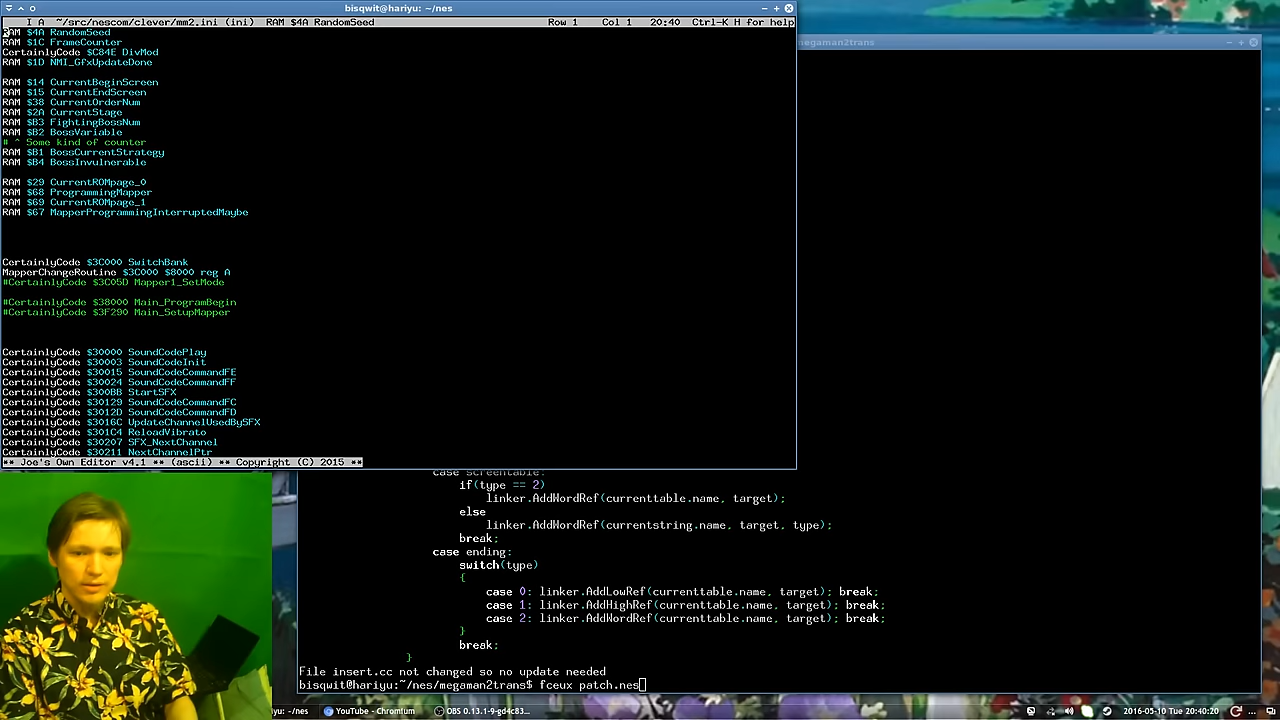 bisqwit@hariyu: ~/nes
I A ~/src/nescom/clever/mm2.ini (ini) RAM $4A RandomSeed Row 1 Col 1 20:40 Ctrl-K H for help
RAM $4A RandomSeed
RAM $1C FrameCounter
CertainlyCode $C84E DivMod
RAM $1D NMI_GfxUpdateDone
RAM $14 CurrentBeginScreen
RAM $15 CurrentEndScreen
RAM $38 CurrentOrderNum
RAM $2A CurrentStage
RAM $B3 FightingBossNum
RAM $B2 BossVariable
# ^ Some kind of counter
RAM $B1 BossCurrentStrategy
RAM $B4 BossInvulnerable
RAM $29 CurrentROMpage_0
RAM $68 ProgrammingMapper
RAM $69 CurrentROMpage_1
RAM $67 MapperProgrammingInterruptedMaybe
CertainlyCode $3C000 SwitchBank
MapperChangeRoutine $3C000 $8000 reg A
#CertainlyCode $3C05D Mapper1_SetMode
#CertainlyCode $38000 Main_ProgramBegin
#CertainlyCode $3F290 Main_SetupMapper
CertainlyCode $30000 SoundCodePlay
CertainlyCode $30003 SoundCodeInit
CertainlyCode $30015 SoundCodeCommandFE
CertainlyCode $30024 SoundCodeCommandFF
CertainlyCode $300BB StartSFX
CertainlyCode $30129 SoundCodeCommandFC
CertainlyCode $3012D SoundCodeCommandFD
CertainlyCode $3016C UpdateChannelUsedBySFX
CertainlyCode $301C4 ReloadVibrato
CertainlyCode $30207 SFX_NextChannel
CertainlyCode $30211 NextChannelPtr
** Joe's Own Editor v4.1 ** (ascii) ** Copyright (C) 2015 **
megaman2trans
case screentable:
if(type == 2)
linker.AddWordRef(currenttable.name, target);
else
linker.AddWordRef(currentstring.name, target, type);
break;
case ending:
switch(type)
{
case 0: linker.AddLowRef(currenttable.name, target); break;
case 1: linker.AddHighRef(currenttable.name, target); break;
case 2: linker.AddWordRef(currenttable.name, target); break;
}
break;
}
File insert.cc not changed so no update needed
bisqwit@hariyu:~/nes/megaman2trans$ fceux patch.nes
iyu: ~/nes
YouTube - Chromium
OBS 0.13.1-9-gd4c83...
2016-05-10 Tue 20:40:20